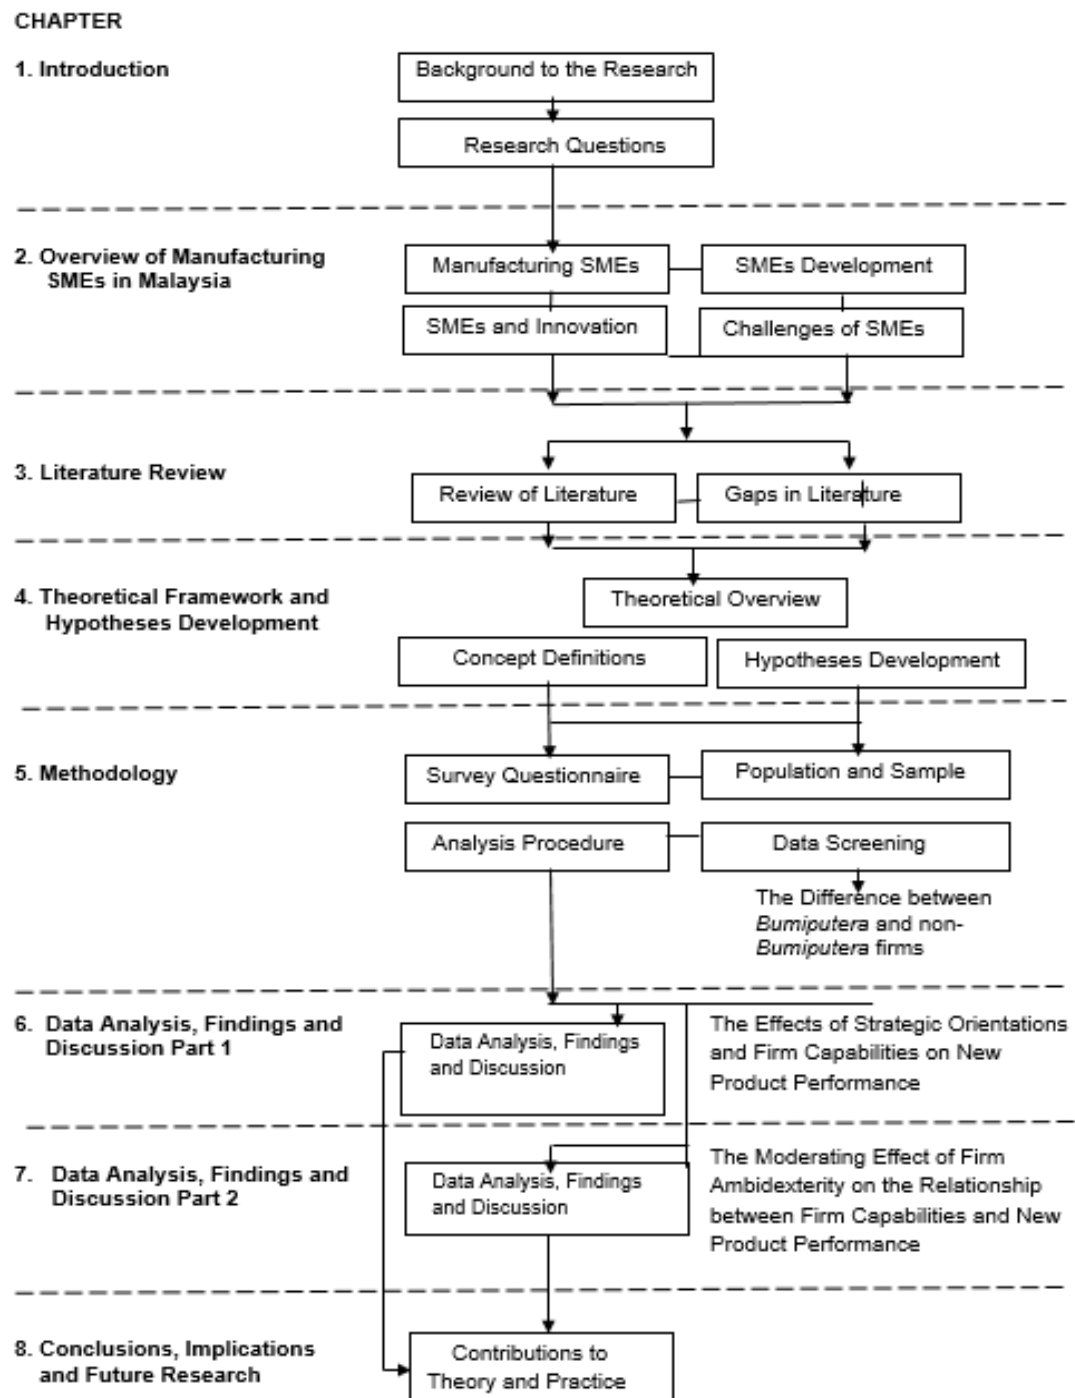 CHAPTER
1. Introduction
Background to the Research
Research Questions
2. Overview of Manufacturing
SMEs in Malaysia
Manufacturing SMEs
SMEs Development
SMEs and Innovation
Challenges of SMEs
3. Literature Review
Review of Literature
Gaps in Literature
4. Theoretical Framework and
Hypotheses Development
Theoretical Overview
Concept Definitions
Hypotheses Development
5. Methodology
Survey Questionnaire
Population and Sample
Analysis Procedure
Data Screening
The Difference between
Bumiputera and non-
Bumiputera firms
6. Data Analysis, Findings and
Discussion Part 1
Data Analysis, Findings
and Discussion
The Effects of Strategic Orientations
and Firm Capabilities on New
Product Performance
7. Data Analysis, Findings and
Discussion Part 2
Data Analysis, Findings
and Discussion
The Moderating Effect of Firm
Ambidexterity on the Relationship
between Firm Capabilities and New
Product Performance
8. Conclusions, Implications
and Future Research
Contributions to
Theory and Practice